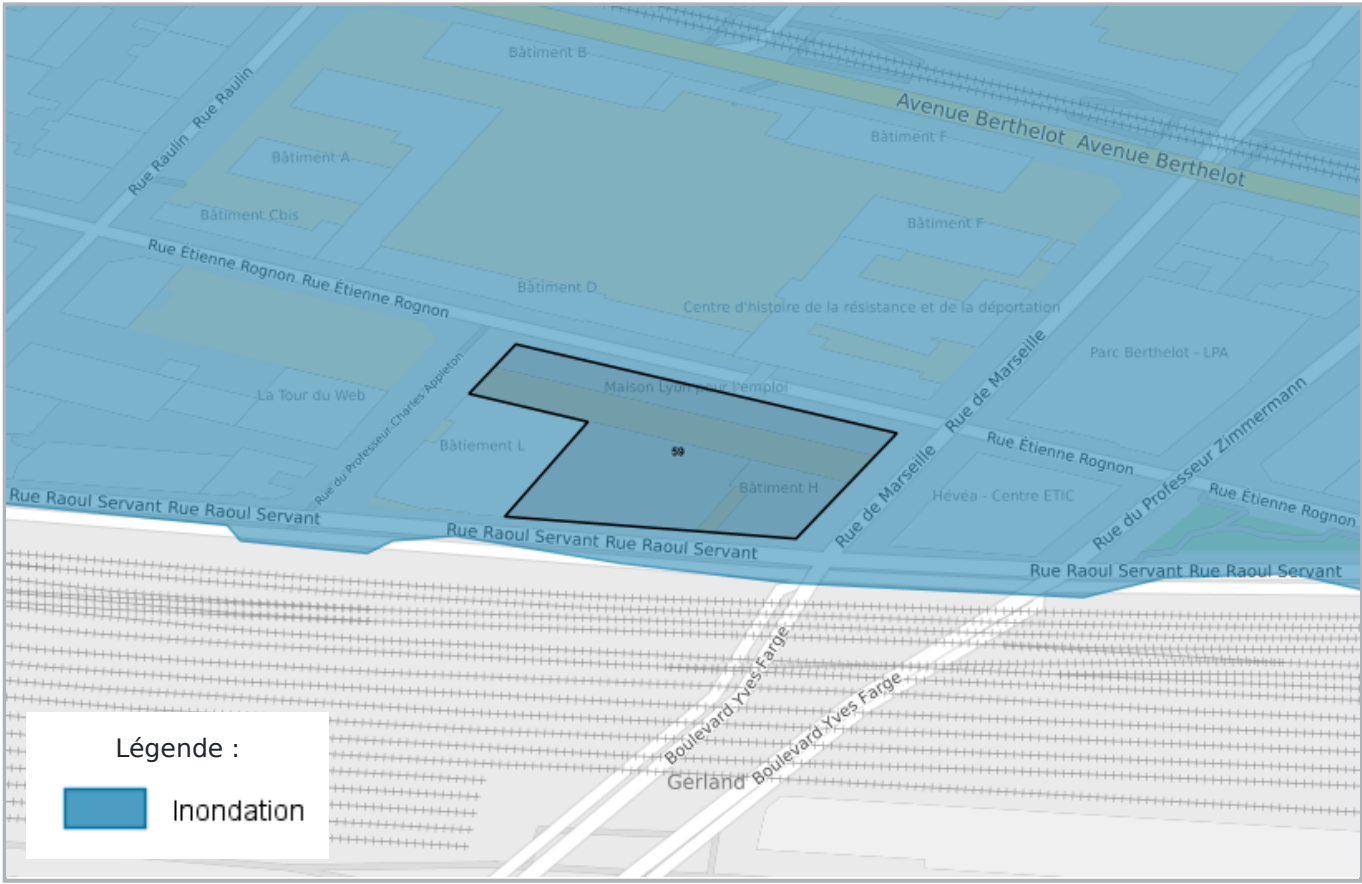 Bâtiment B
Rue Raulin
Rue Raulin
Avenue Berthelot
Avenue Berthelot
Bâtiment F
Bâtiment A
Bâtiment Cbis
Bâtiment F
Rue Étienne Rognon
Rue Étienne Rognon
Bâtiment D
Centre d'histoire de la résistance et de la déportation
Parc Berthelot - LPA
Rue de Marseille
Maison Lyon pour l'emploi
La Tour du Web
Rue du Professeur Charles Appleton
Rue du Professeur Zimmermann
Bâtiement L
59
Rue Étienne Rognon
Bâtiment H
Rue de Marseille
Hévéa - Centre ETIC
Rue Étienne Rognon
Rue Raoul Servant
Rue Raoul Servant
Rue Raoul Servant
Rue Raoul Servant
Rue Raoul Servant
Rue Raoul Servant
Boulevard Yves Farge
Boulevard Yves Farge
Gerland
Légende :
Inondation